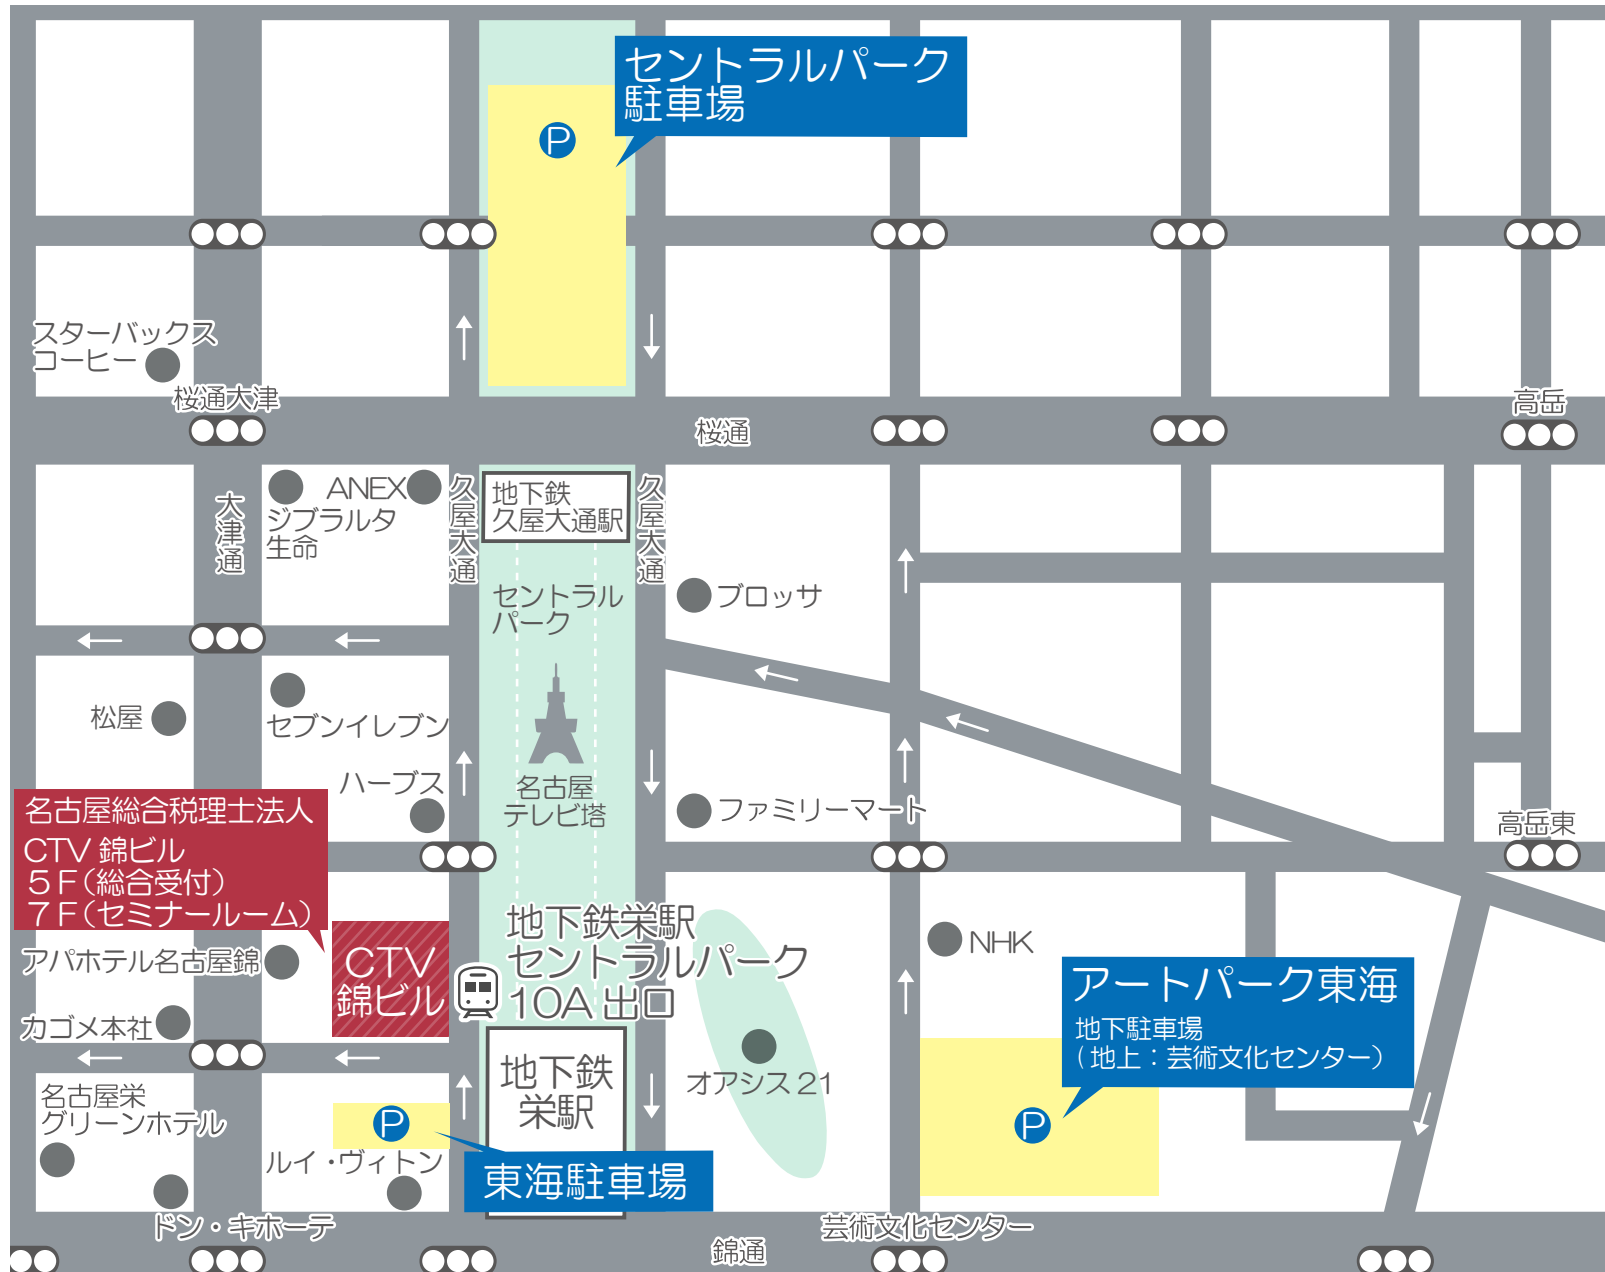 セントラルパーク
駐車場
P
スターバックス
コーヒー
桜通大津
桜通
高岳
大津通
ANEX
ジブラルタ
生命
久屋大通
地下鉄
久屋大通駅
久屋大通
セントラル
パーク
ブロッサ
松屋
セブンイレブン
ハーブス
名古屋
テレビ塔
ファミリーマート
高岳東
名古屋総合税理士法人
CTV 錦ビル
5F(総合受付)
7F(セミナールーム)
アパホテル名古屋錦
CTV
錦ビル
地下鉄栄駅
セントラルパーク
10A 出口
NHK
アートパーク東海
地下駐車場
(地上:芸術文化センター)
P
カゴメ本社
地下鉄
栄駅
オアシス21
名古屋栄
グリーンホテル
P
ルイ・ヴィトン
東海駐車場
ドン・キホーテ
錦通
芸術文化センター